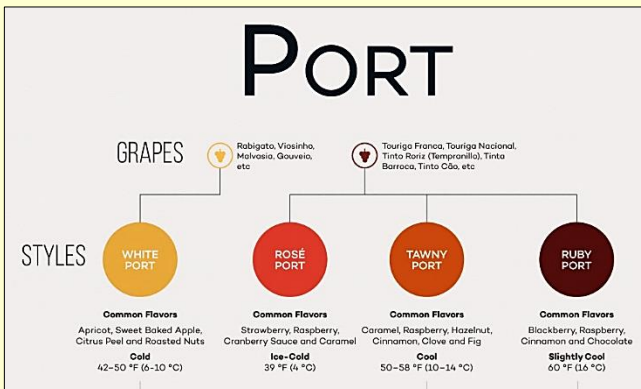 PORT
GRAPES
Rabigato, Viosinho,
Malvasia, Gouveio,
etc
Touriga Franca, Touriga Nacional,
Tinto Roriz (Tempranillo), Tinta
Barroca, Tinto Cão, etc
STYLES
WHITE
PORT
ROSÉ
PORT
TAWNY
PORT
RUBY
PORT
Common Flavors
Apricot, Sweet Baked Apple,
Citrus Peel and Roasted Nuts
Cold
42–50 °F (6-10 °C)
Common Flavors
Strawberry, Raspberry,
Cranberry Sauce and Caramel
Ice-Cold
39 °F (4 °C)
Common Flavors
Caramel, Raspberry, Hazelnut,
Cinnamon, Clove and Fig
Cool
50–58 °F (10–14 °C)
Common Flavors
Blackberry, Raspberry,
Cinnamon and Chocolate
Slightly Cool
60 °F (16 °C)